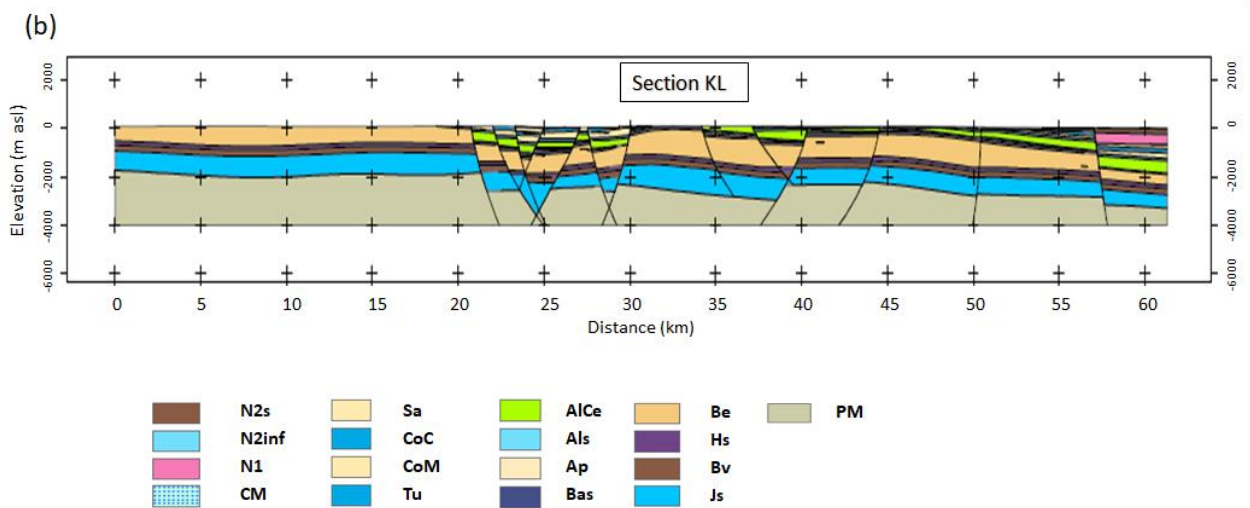 (b)
Section KL
2000
0
-2000
-4000
-6000
Elevation (m asl)
2000
0
-2000
-4000
-6000
0 5 10 15 20 25 30 35 40 45 50 55 60
Distance (km)
N2s Sa AlCe Be PM
N2inf CoC Als Hs
N1 CoM Ap Bv
CM Tu Bas Js